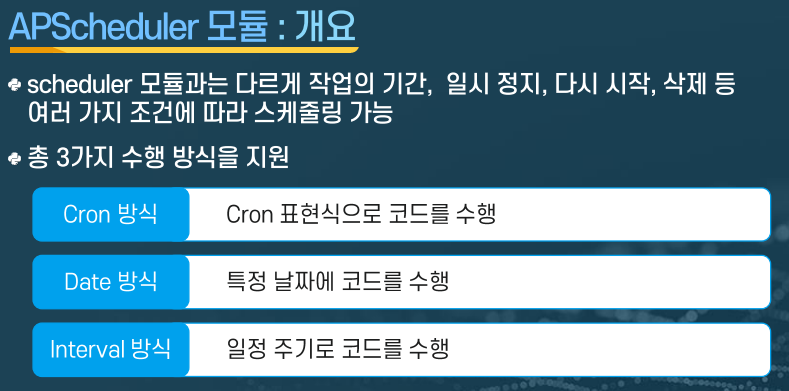 APScheduler 모듈 : 개요
scheduler 모듈과는 다르게 작업의 기간, 일시 정지, 다시 시작, 삭제 등
여러 가지 조건에 따라 스케줄링 가능
총 3가지 수행 방식을 지원
Cron 방식 Cron 표현식으로 코드를 수행
Date 방식 특정 날짜에 코드를 수행
Interval 방식 일정 주기로 코드를 수행